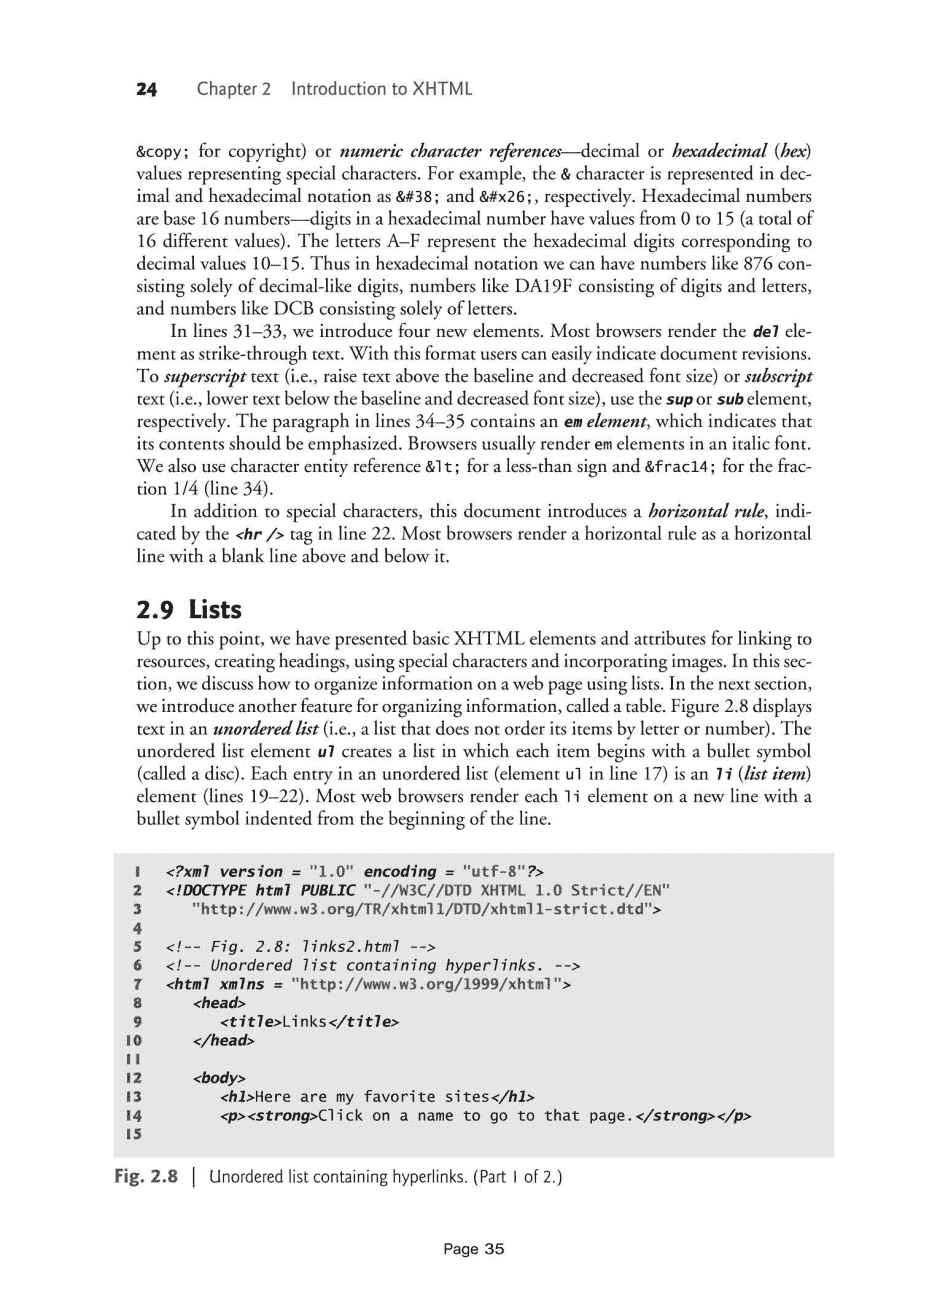 24 Chapter 2 Introduction to XHTML
&copy; for copyright) or numeric character references—decimal or hexadecimal (hex)
values representing special characters. For example, the & character is represented in dec-
imal and hexadecimal notation as &#38; and &#x26;, respectively. Hexadecimal numbers
are base 16 numbers—digits in a hexadecimal number have values from 0 to 15 (a total of
16 different values). The letters A–F represent the hexadecimal digits corresponding to
decimal values 10–15. Thus in hexadecimal notation we can have numbers like 876 con-
sisting solely of decimal-like digits, numbers like DA19F consisting of digits and letters,
and numbers like DCB consisting solely of letters.
In lines 31–33, we introduce four new elements. Most browsers render the del ele-
ment as strike-through text. With this format users can easily indicate document revisions.
To superscript text (i.e., raise text above the baseline and decreased font size) or subscript
text (i.e., lower text below the baseline and decreased font size), use the sup or sub element,
respectively. The paragraph in lines 34–35 contains an em element, which indicates that
its contents should be emphasized. Browsers usually render em elements in an italic font.
We also use character entity reference &lt; for a less-than sign and &frac14; for the frac-
tion 1/4 (line 34).
In addition to special characters, this document introduces a horizontal rule, indi-
cated by the <hr /> tag in line 22. Most browsers render a horizontal rule as a horizontal
line with a blank line above and below it.
2.9 Lists
Up to this point, we have presented basic XHTML elements and attributes for linking to
resources, creating headings, using special characters and incorporating images. In this sec-
tion, we discuss how to organize information on a web page using lists. In the next section,
we introduce another feature for organizing information, called a table. Figure 2.8 displays
text in an unordered list (i.e., a list that does not order its items by letter or number). The
unordered list element ul creates a list in which each item begins with a bullet symbol
(called a disc). Each entry in an unordered list (element ul in line 17) is an li (list item)
element (lines 19–22). Most web browsers render each li element on a new line with a
bullet symbol indented from the beginning of the line.
1 <?xml version = "1.0" encoding = "utf-8"?>
2 <!DOCTYPE html PUBLIC "-//W3C//DTD XHTML 1.0 Strict//EN"
3 "http://www.w3.org/TR/xhtml1/DTD/xhtml1-strict.dtd">
4
5 <!-- Fig. 2.8: links2.html -->
6 <!-- Unordered list containing hyperlinks. -->
7 <html xmlns = "http://www.w3.org/1999/xhtml">
8 <head>
9 <title>Links</title>
10 </head>
11
12 <body>
13 <h1>Here are my favorite sites</h1>
14 <p><strong>Click on a name to go to that page.</strong></p>
15
Fig. 2.8 | Unordered list containing hyperlinks. (Part 1 of 2.)
Page 35